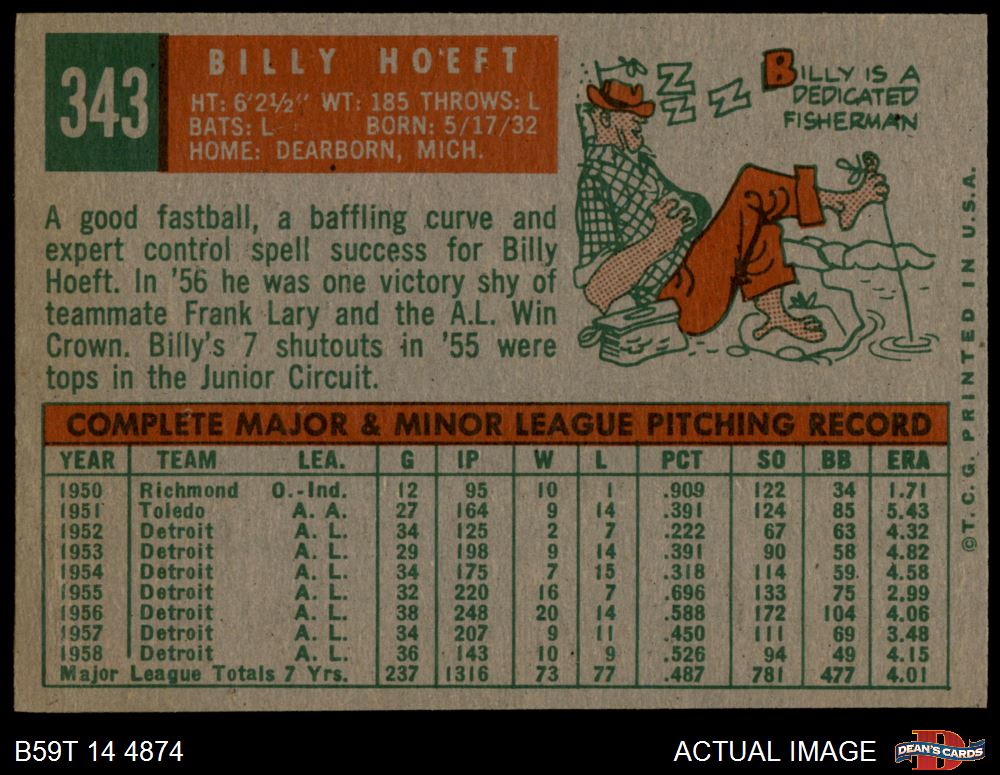 343
BILLY HOEFT
HT: 6'2½" WT: 185 THROWS: L
BATS: L BORN: 5/17/32
HOME: DEARBORN, MICH.
Z Z Z Z
BILLY IS A
DEDICATED
FISHERMAN
A good fastball, a baffling curve and
expert control spell success for Billy
Hoeft. In '56 he was one victory shy of
teammate Frank Lary and the A.L. Win
Crown. Billy's 7 shutouts in '55 were
tops in the Junior Circuit.
COMPLETE MAJOR & MINOR LEAGUE PITCHING RECORD
YEAR TEAM LEA. G IP W L PCT SO BB ERA
1950 Richmond O.-Ind. 12 95 10 1 .909 122 34 1.71
1951 Toledo A. A. 27 164 9 14 .391 124 85 5.43
1952 Detroit A. L. 34 125 2 7 .222 67 63 4.32
1953 Detroit A. L. 29 198 9 14 .391 90 58 4.82
1954 Detroit A. L. 34 175 7 15 .318 114 59 4.58
1955 Detroit A. L. 32 220 16 7 .696 133 75 2.99
1956 Detroit A. L. 38 248 20 14 .588 172 104 4.06
1957 Detroit A. L. 34 207 9 11 .450 111 69 3.48
1958 Detroit A. L. 36 143 10 9 .526 94 49 4.15
Major League Totals 7 Yrs. 237 1316 73 77 .487 781 477 4.01
©T.C.G. PRINTED IN U.S.A.
B59T 14 4874
ACTUAL IMAGE
DEAN'S CARDS